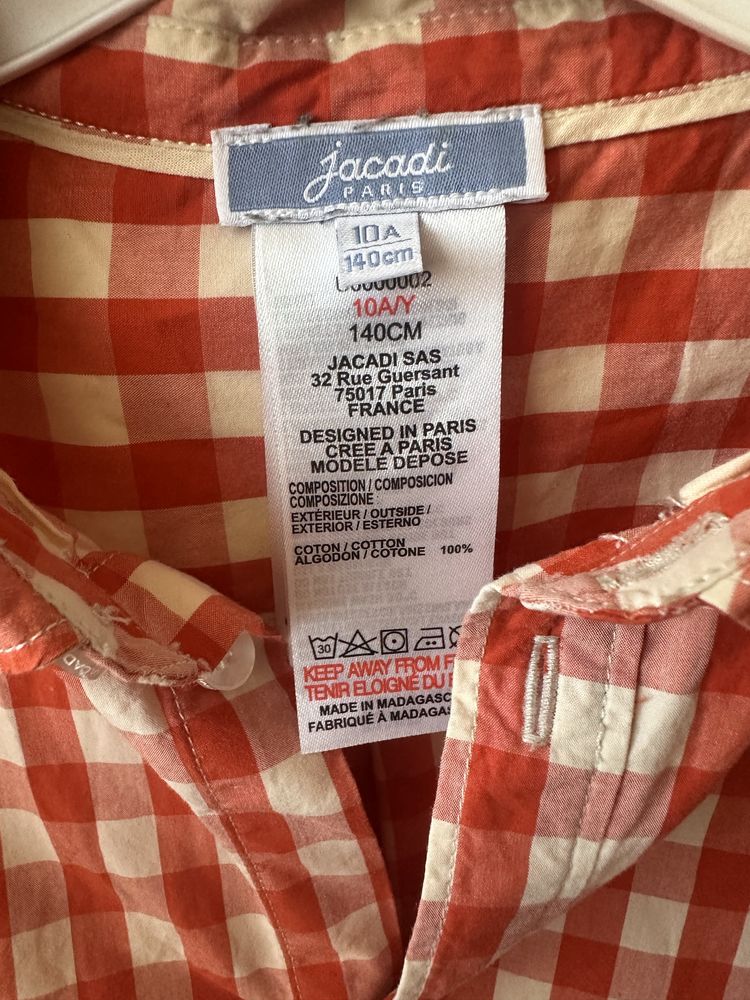 jacadi
PARIS
10A
140cm
10A/Y
140CM
JACADI SAS
32 Rue Guersant
75017 Paris
FRANCE
DESIGNED IN PARIS
CREE A PARIS
MODELE DEPOSE
COMPOSITION / COMPOSICION
COMPOSIZIONE
EXTÉRIEUR / OUTSIDE /
EXTERIOR / ESTERNO
COTON / COTTON
ALGODON / COTONE 100%
30
KEEP AWAY FROM F
TENIR ELOIGNE DU
MADE IN MADAGASC
FABRIQUÉ À MADAGAS